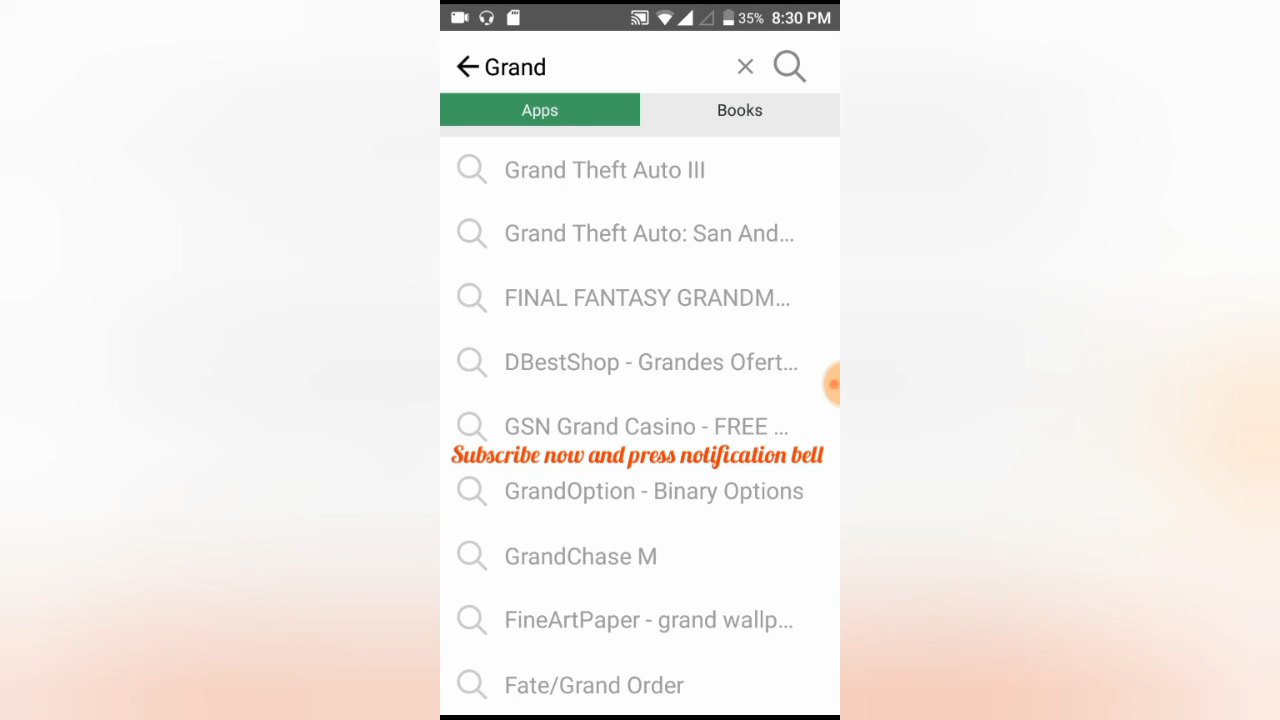 35% 8:30 PM
Grand
Apps Books
Grand Theft Auto III
Grand Theft Auto: San And...
FINAL FANTASY GRANDM...
DBestShop - Grandes Ofert...
GSN Grand Casino - FREE ...
Subscribe now and press notification bell
GrandOption - Binary Options
GrandChase M
FineArtPaper - grand wallp...
Fate/Grand Order